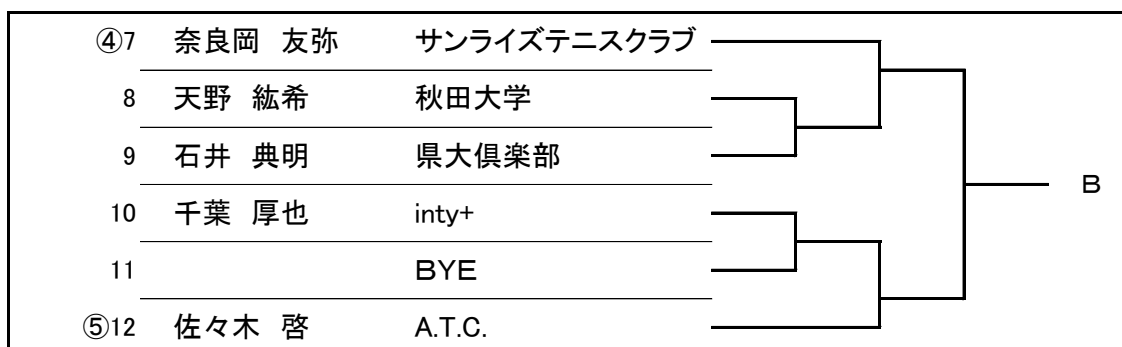 ④7 奈良岡 友弥 サンライズテニスクラブ
8 天野 紘希 秋田大学
9 石井 典明 県大倶楽部
B
10 千葉 厚也 inty+
11 BYE
⑤12 佐々木 啓 A.T.C.